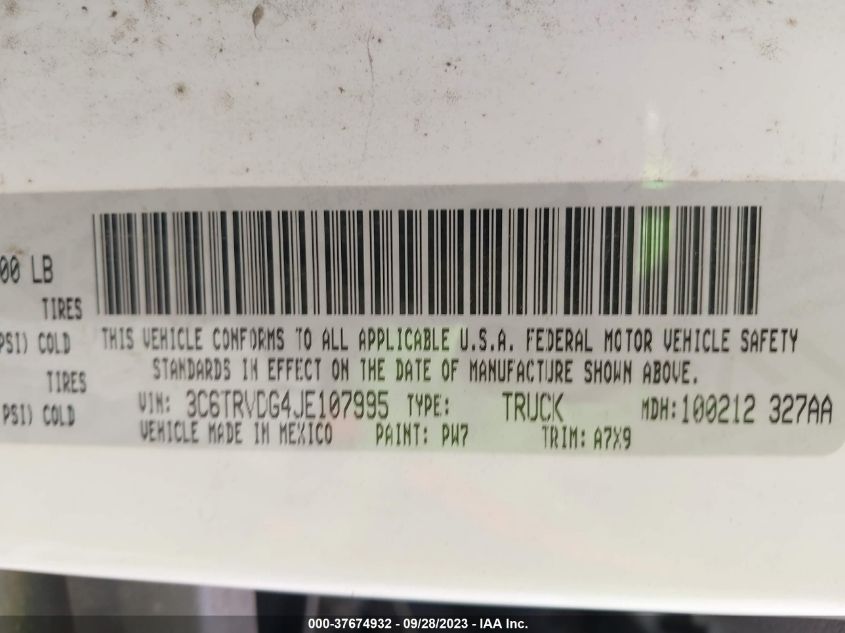 00 LB
TIRES
PSI) COLD
TIRES
PSI) COLD
THIS VEHICLE CONFORMS TO ALL APPLICABLE U.S.A. FEDERAL MOTOR VEHICLE SAFETY
STANDARDS IN EFFECT ON THE DATE OF MANUFACTURE SHOWN ABOVE.
VIN: 3C6TRVDG4JE107995 TYPE: TRUCK MDH:100212 327AA
VEHICLE MADE IN MEXICO PAINT: PW7 TRIM: A7X9
000-37674932 - 09/28/2023 - IAA Inc.